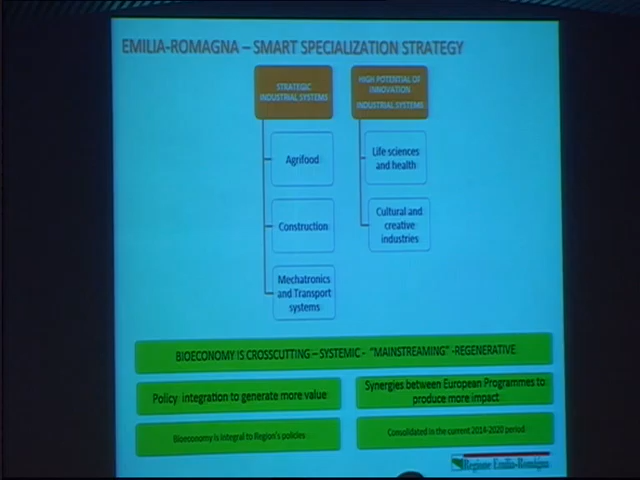 EMILIA-ROMAGNA – SMART SPECIALIZATION STRATEGY
STRATEGIC
INDUSTRIAL SYSTEMS
HIGH POTENTIAL OF
INNOVATION
INDUSTRIAL SYSTEMS
Agrifood
Life sciences
and health
Construction
Cultural and
creative
industries
Mechatronics
and Transport
systems
BIOECONOMY IS CROSSCUTTING – SYSTEMIC - "MAINSTREAMING" -REGENERATIVE
Policy: integration to generate more value
Synergies between European Programmes to
produce more impact
Bioeconomy is integral to Region's policies
Consolidated in the current 2014-2020 period
Regione Emilia-Romagna